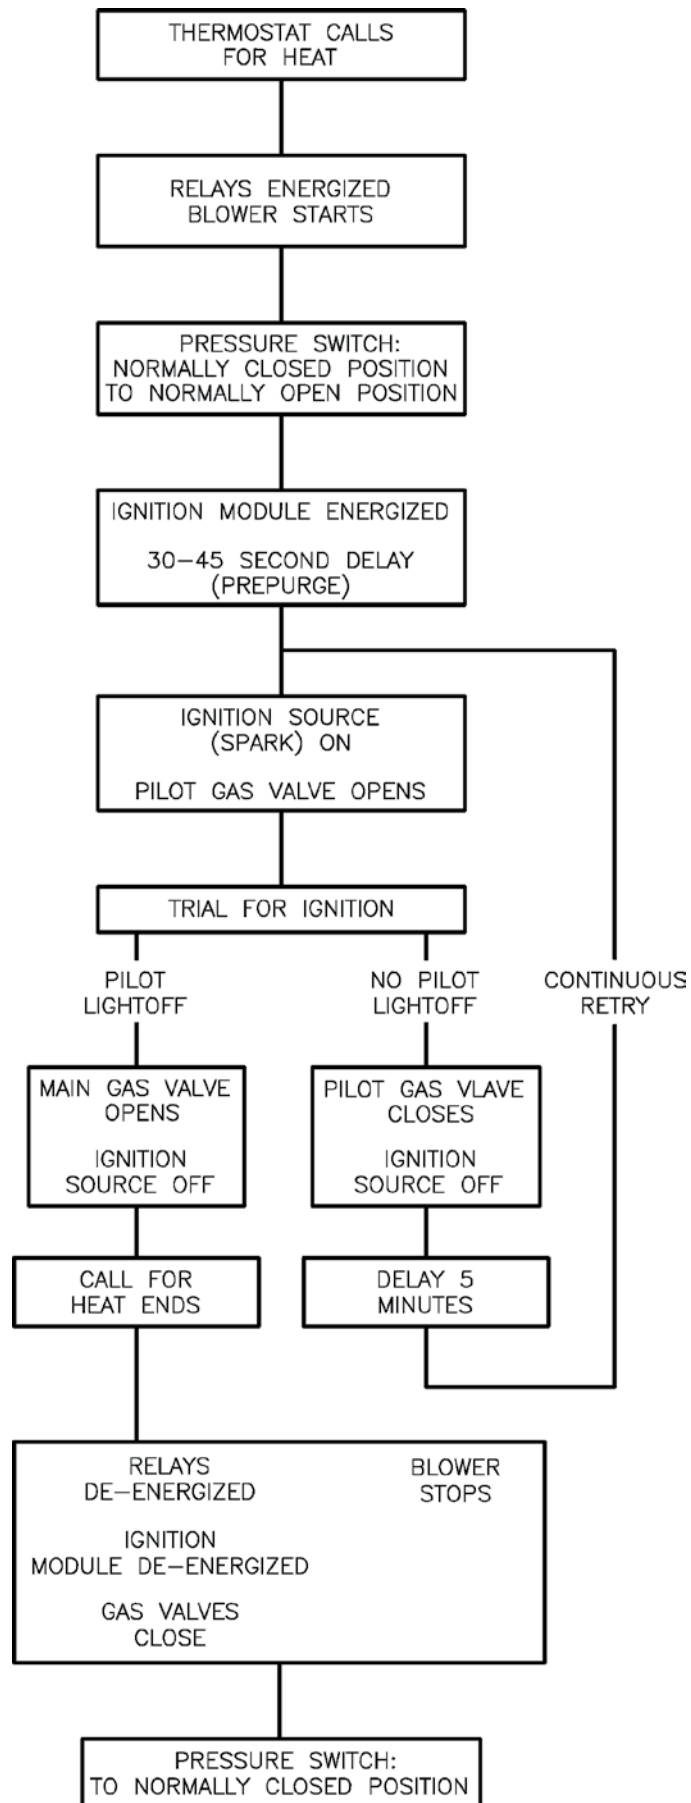 THERMOSTAT CALLS
FOR HEAT
RELAYS ENERGIZED
BLOWER STARTS
PRESSURE SWITCH:
NORMALLY CLOSED POSITION
TO NORMALLY OPEN POSITION
IGNITION MODULE ENERGIZED
30-45 SECOND DELAY
(PREPURGE)
IGNITION SOURCE
(SPARK) ON
PILOT GAS VALVE OPENS
TRIAL FOR IGNITION
PILOT
LIGHTOFF
NO PILOT
LIGHTOFF
CONTINUOUS
RETRY
MAIN GAS VALVE
OPENS
IGNITION
SOURCE OFF
PILOT GAS VLAVE
CLOSES
IGNITION
SOURCE OFF
CALL FOR
HEAT ENDS
DELAY 5
MINUTES
RELAYS
DE-ENERGIZED
BLOWER
STOPS
IGNITION
MODULE DE-ENERGIZED
GAS VALVES
CLOSE
PRESSURE SWITCH:
TO NORMALLY CLOSED POSITION